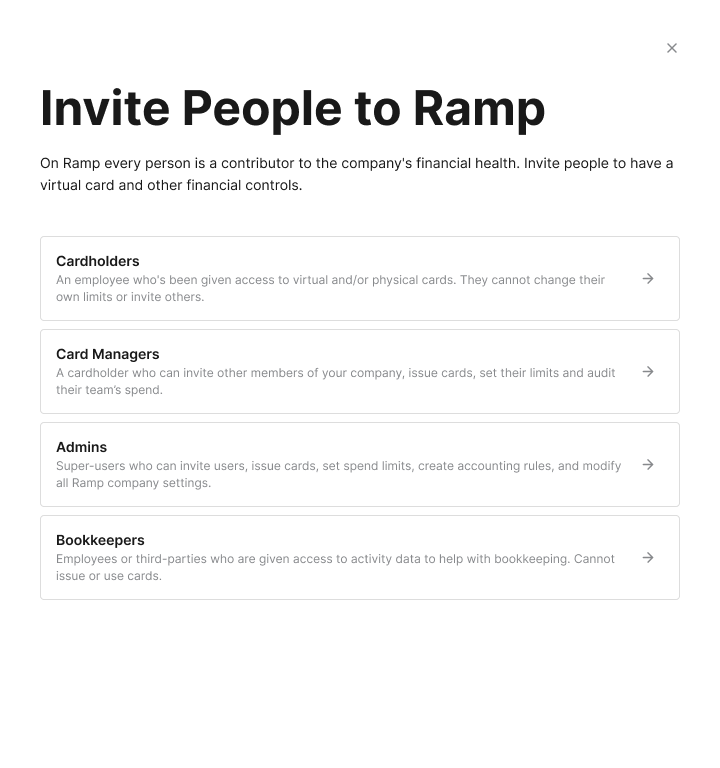 Invite People to Ramp
On Ramp every person is a contributor to the company's financial health. Invite people to have a
virtual card and other financial controls.
Cardholders
An employee who's been given access to virtual and/or physical cards. They cannot change their
own limits or invite others.
Card Managers
A cardholder who can invite other members of your company, issue cards, set their limits and audit
their team’s spend.
Admins
Super-users who can invite users, issue cards, set spend limits, create accounting rules, and modify
all Ramp company settings.
Bookkeepers
Employees or third-parties who are given access to activity data to help with bookkeeping. Cannot
issue or use cards.